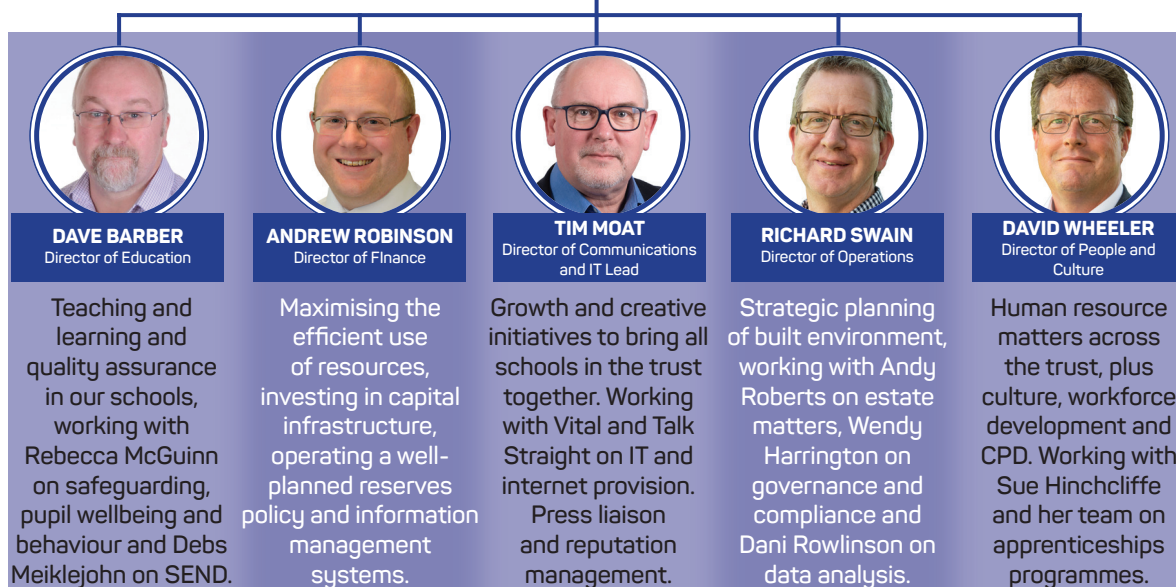 DAVE BARBER
Director of Education
Teaching and
learning and
quality assurance
in our schools,
working with
Rebecca McGuinn
on safeguarding,
pupil wellbeing and
behaviour and Debs
Meiklejohn on SEND.
ANDREW ROBINSON
Director of FInance
Maximising the
efficient use
of resources,
investing in capital
infrastructure,
operating a well-
planned reserves
policy and information
management
systems.
TIM MOAT
Director of Communications
and IT Lead
Growth and creative
initiatives to bring all
schools in the trust
together. Working
with Vital and Talk
Straight on IT and
internet provision.
Press liaison
and reputation
management.
RICHARD SWAIN
Director of Operations
Strategic planning
of built environment,
working with Andy
Roberts on estate
matters, Wendy
Harrington on
governance and
compliance and
Dani Rowlinson on
data analysis.
DAVID WHEELER
Director of People and
Culture
Human resource
matters across
the trust, plus
culture, workforce
development and
CPD. Working with
Sue Hinchcliffe
and her team on
apprenticeships
programmes.